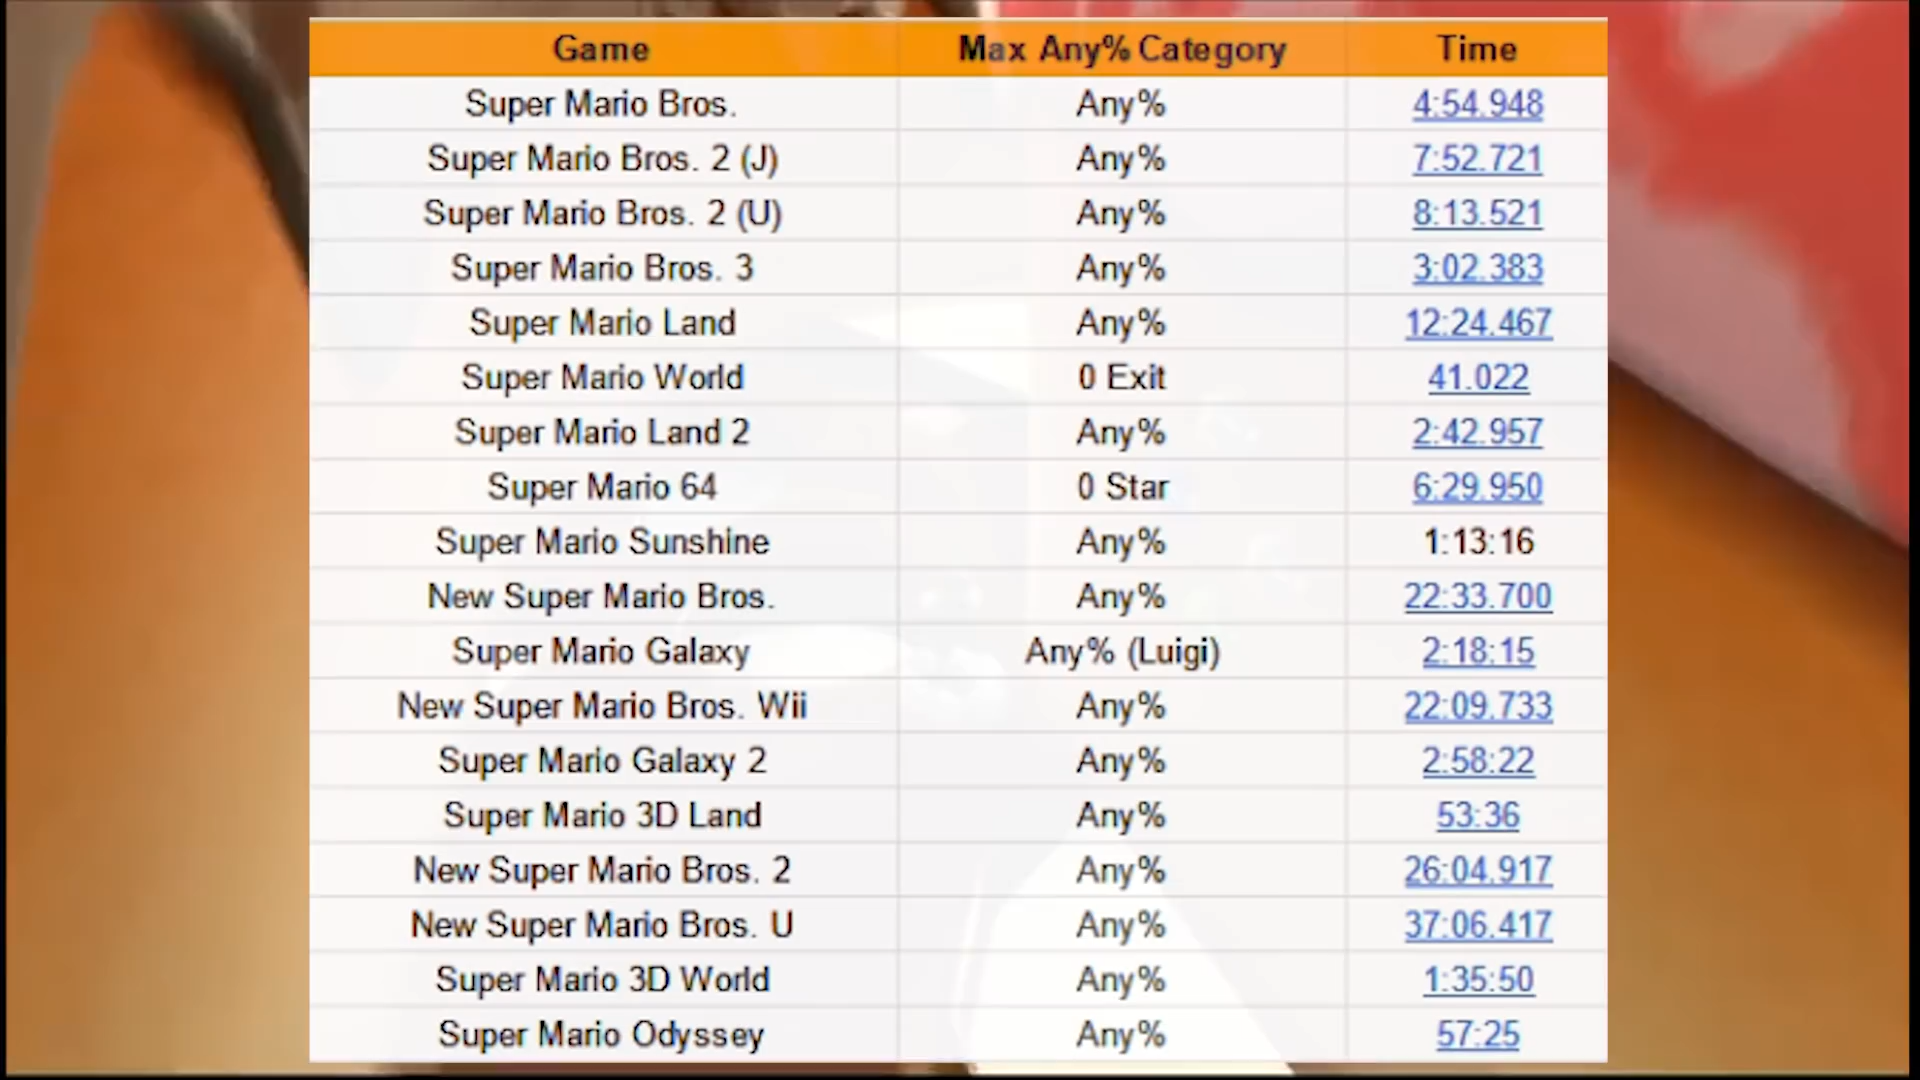 Game Max Any% Category Time
Super Mario Bros. Any% 4:54.948
Super Mario Bros. 2 (J) Any% 7:52.721
Super Mario Bros. 2 (U) Any% 8:13.521
Super Mario Bros. 3 Any% 3:02.383
Super Mario Land Any% 12:24.467
Super Mario World 0 Exit 41.022
Super Mario Land 2 Any% 2:42.957
Super Mario 64 0 Star 6:29.950
Super Mario Sunshine Any% 1:13:16
New Super Mario Bros. Any% 22:33.700
Super Mario Galaxy Any% (Luigi) 2:18:15
New Super Mario Bros. Wii Any% 22:09.733
Super Mario Galaxy 2 Any% 2:58:22
Super Mario 3D Land Any% 53:36
New Super Mario Bros. 2 Any% 26:04.917
New Super Mario Bros. U Any% 37:06.417
Super Mario 3D World Any% 1:35:50
Super Mario Odyssey Any% 57:25